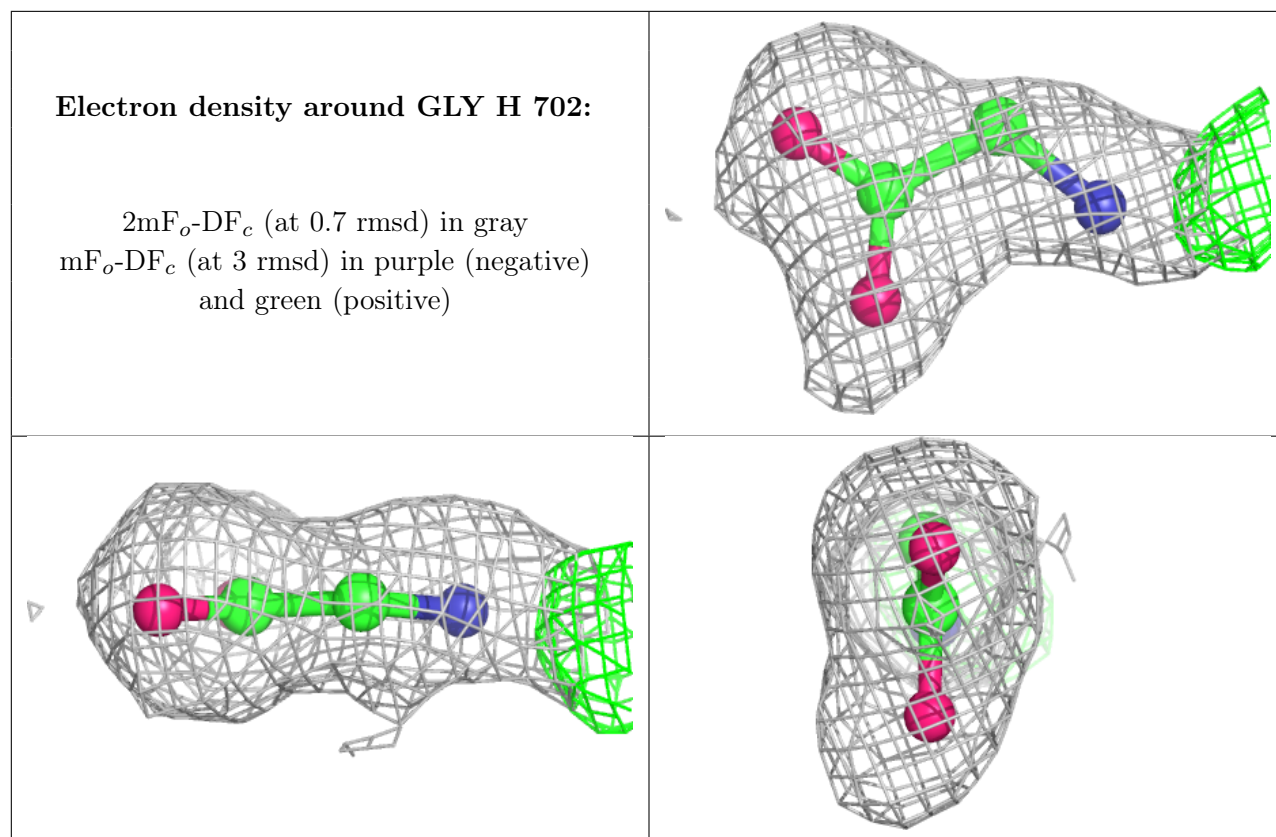 Electron density around GLY H 702:
2mFo-DFc (at 0.7 rmsd) in gray
mFo-DFc (at 3 rmsd) in purple (negative)
and green (positive)